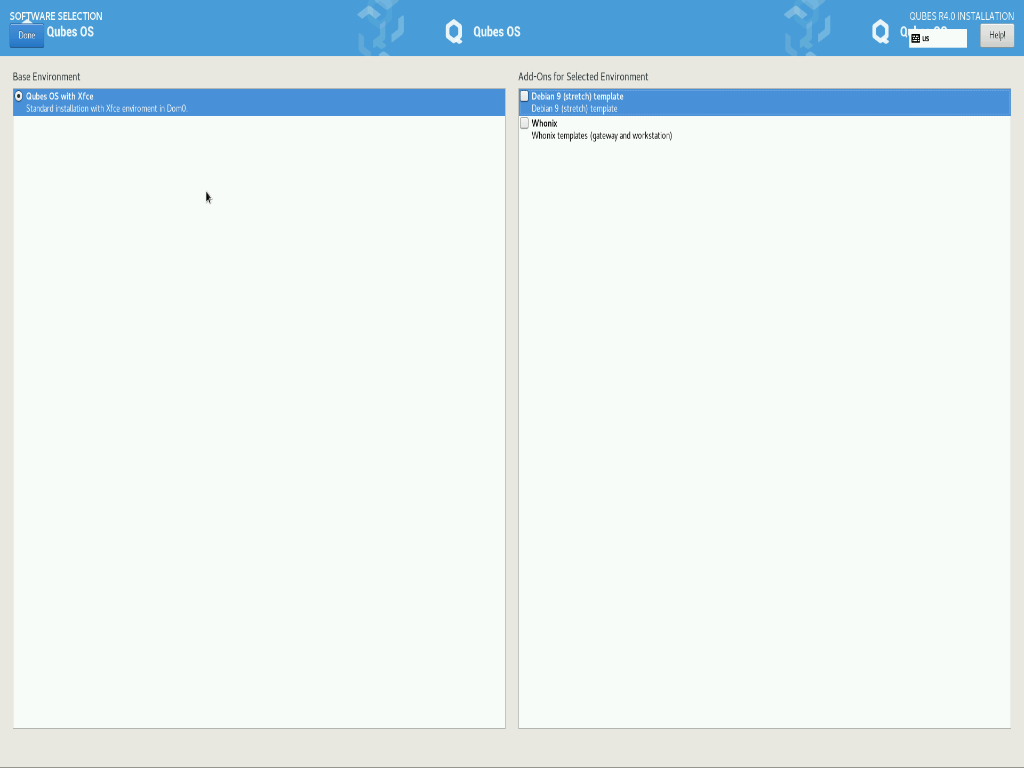 SOFTWARE SELECTION
QUBES R4.0 INSTALLATION
Done
Qubes OS
Qubes OS
us
Help!
Base Environment
Add-Ons for Selected Environment
Qubes OS with Xfce
Standard installation with Xfce enviroment in Dom0.
Debian 9 (stretch) template
Debian 9 (stretch) template
Whonix
Whonix templates (gateway and workstation)